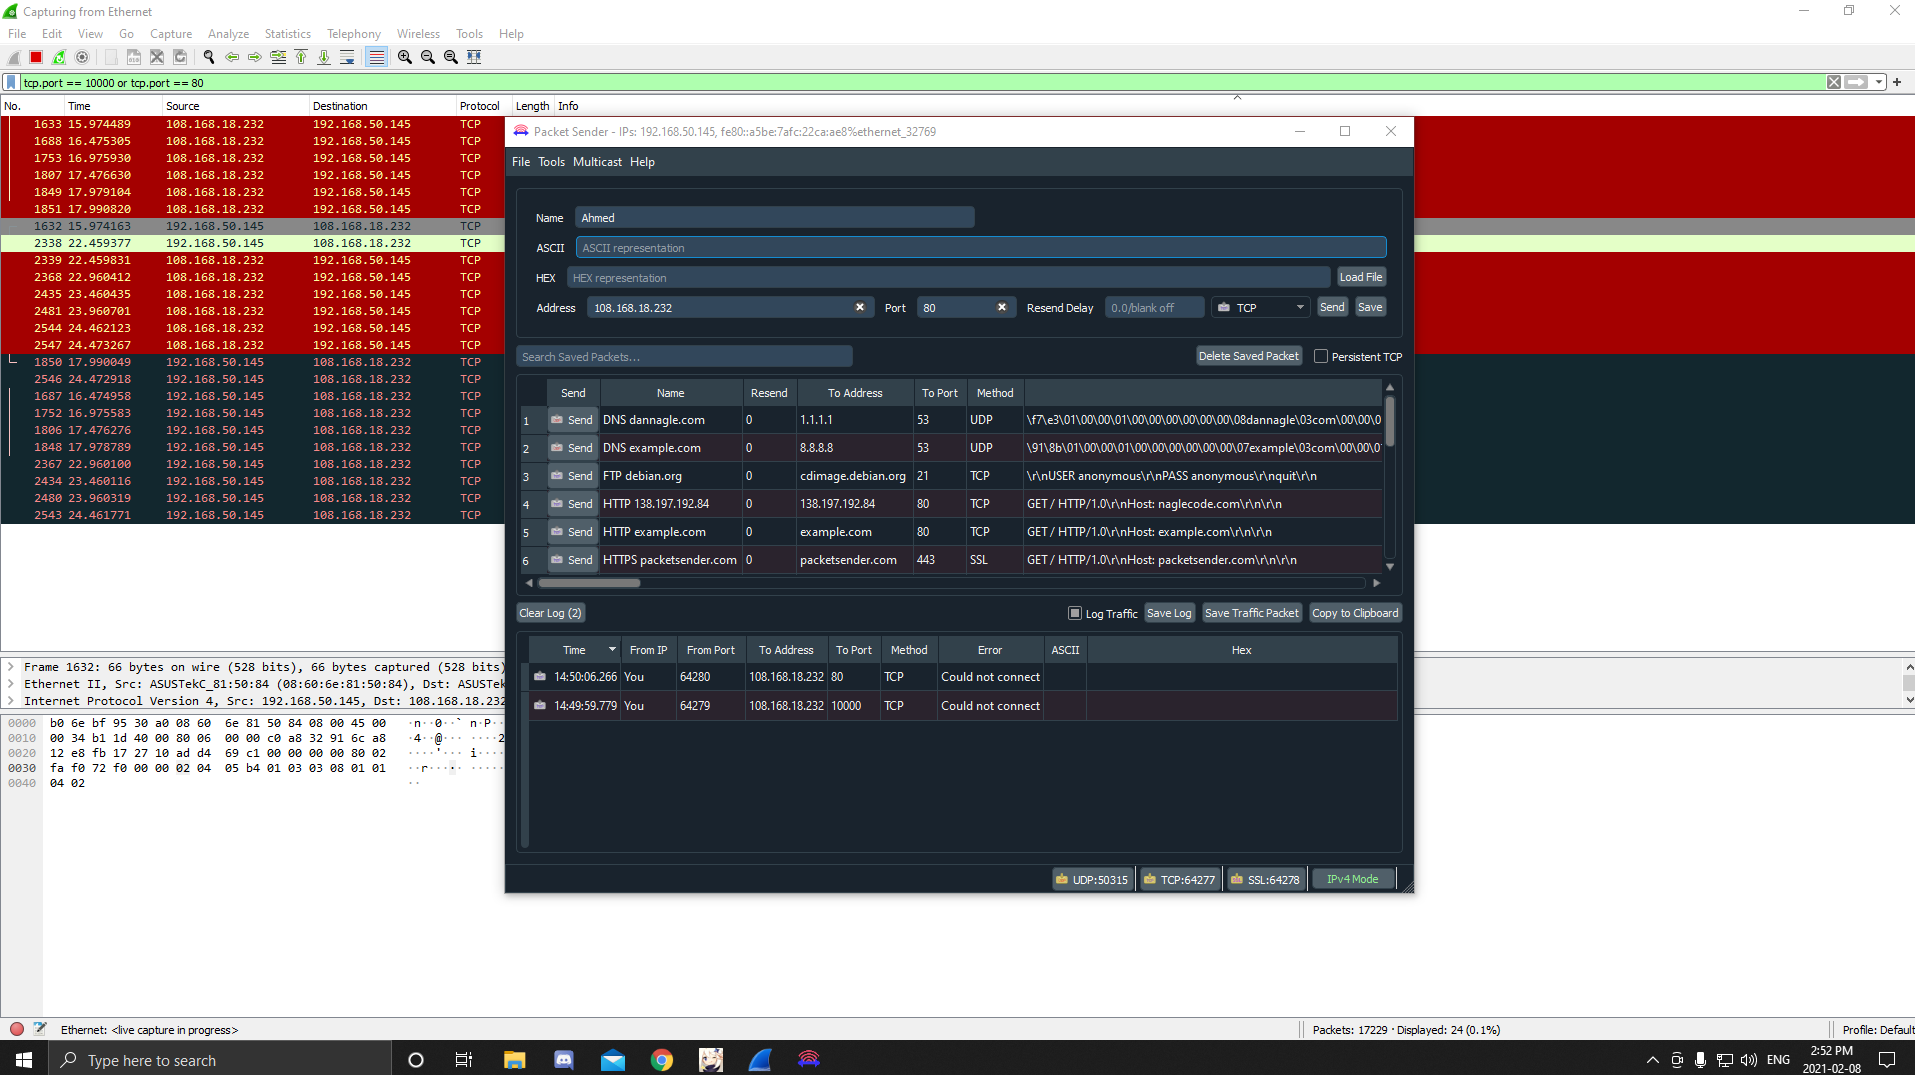 Capturing from Ethernet
File Edit View Go Capture Analyze Statistics Telephony Wireless Tools Help
tcp.port == 10000 or tcp.port == 80
No. Time Source Destination Protocol Length Info
1633 15.974489 108.168.18.232 192.168.50.145 TCP
1688 16.475305 108.168.18.232 192.168.50.145 TCP
1753 16.975930 108.168.18.232 192.168.50.145 TCP
1807 17.476630 108.168.18.232 192.168.50.145 TCP
1849 17.979104 108.168.18.232 192.168.50.145 TCP
1851 17.990820 108.168.18.232 192.168.50.145 TCP
1632 15.974163 192.168.50.145 108.168.18.232 TCP
2338 22.459377 192.168.50.145 108.168.18.232 TCP
2339 22.459831 108.168.18.232 192.168.50.145 TCP
2368 22.960412 108.168.18.232 192.168.50.145 TCP
2435 23.460435 108.168.18.232 192.168.50.145 TCP
2481 23.960701 108.168.18.232 192.168.50.145 TCP
2544 24.462123 108.168.18.232 192.168.50.145 TCP
2547 24.473267 108.168.18.232 192.168.50.145 TCP
1850 17.990049 192.168.50.145 108.168.18.232 TCP
2546 24.472918 192.168.50.145 108.168.18.232 TCP
1687 16.474958 192.168.50.145 108.168.18.232 TCP
1752 16.975583 192.168.50.145 108.168.18.232 TCP
1806 17.476276 192.168.50.145 108.168.18.232 TCP
1848 17.978789 192.168.50.145 108.168.18.232 TCP
2367 22.960100 192.168.50.145 108.168.18.232 TCP
2434 23.460116 192.168.50.145 108.168.18.232 TCP
2480 23.960319 192.168.50.145 108.168.18.232 TCP
2543 24.461771 192.168.50.145 108.168.18.232 TCP
Packet Sender - IPs: 192.168.50.145, fe80::a5be:7afc:22ca:ae8%ethernet_32769
File Tools Multicast Help
Name Ahmed
ASCII ASCII representation
HEX HEX representation Load File
Address 108.168.18.232 Port 80 Resend Delay 0.0/blank off TCP Send Save
Search Saved Packets... Delete Saved Packet Persistent TCP
Send Name Resend To Address To Port Method
1 Send DNS dannagle.com 0 1.1.1.1 53 UDP \f7\e3\01\00\00\01\00\00\00\00\00\00\08dannagle\03com\00\00\0
2 Send DNS example.com 0 8.8.8.8 53 UDP \91\8b\01\00\00\01\00\00\00\00\00\00\07example\03com\00\00\0
3 Send FTP debian.org 0 cdimage.debian.org 21 TCP \r\nUSER anonymous\r\nPASS anonymous\r\nquit\r\n
4 Send HTTP 138.197.192.84 0 138.197.192.84 80 TCP GET / HTTP/1.0\r\nHost: naglecode.com\r\n\r\n
5 Send HTTP example.com 0 example.com 80 TCP GET / HTTP/1.0\r\nHost: example.com\r\n\r\n
6 Send HTTPS packetsender.com 0 packetsender.com 443 SSL GET / HTTP/1.0\r\nHost: packetsender.com\r\n\r\n
Clear Log (2) Log Traffic Save Log Save Traffic Packet Copy to Clipboard
Time From IP From Port To Address To Port Method Error ASCII Hex
14:50:06.266 You 64280 108.168.18.232 80 TCP Could not connect
14:49:59.779 You 64279 108.168.18.232 10000 TCP Could not connect
UDP:50315 TCP:64277 SSL:64278 IPv4 Mode
Frame 1632: 66 bytes on wire (528 bits), 66 bytes captured (528 bits)
Ethernet II, Src: ASUSTekC_81:50:84 (08:60:6e:81:50:84), Dst: ASUSTek
Internet Protocol Version 4, Src: 192.168.50.145, Dst: 108.168.18.232
0000 b0 6e bf 95 30 a0 08 60 6e 81 50 84 08 00 45 00 ·n··0··` n·P··
0010 00 34 b1 1d 40 00 80 06 00 00 c0 a8 32 91 6c a8 ·4··@··· ····2
0020 12 e8 fb 17 27 10 ad d4 69 c1 00 00 00 00 80 02 ····'··· i·····
0030 fa f0 72 f0 00 00 02 04 05 b4 01 03 03 08 01 01 ··r····· ······
0040 04 02 ··
Ethernet: <live capture in progress> Packets: 17229 · Displayed: 24 (0.1%) Profile: Default
Type here to search ENG 2:52 PM
2021-02-08